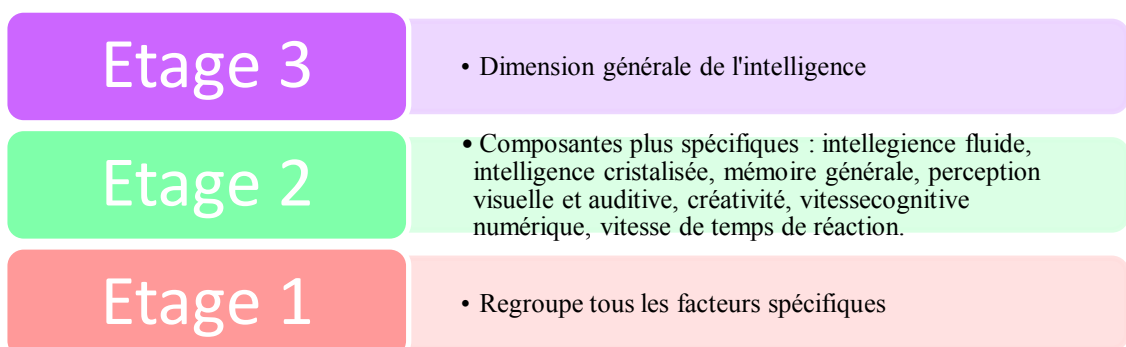 Etage 3
• Dimension générale de l'intelligence
Etage 2
• Composantes plus spécifiques : intellegience fluide,
intelligence cristalisée, mémoire générale, perception
visuelle et auditive, créativité, vitessecognitive
numérique, vitesse de temps de réaction.
Etage 1
• Regroupe tous les facteurs spécifiques